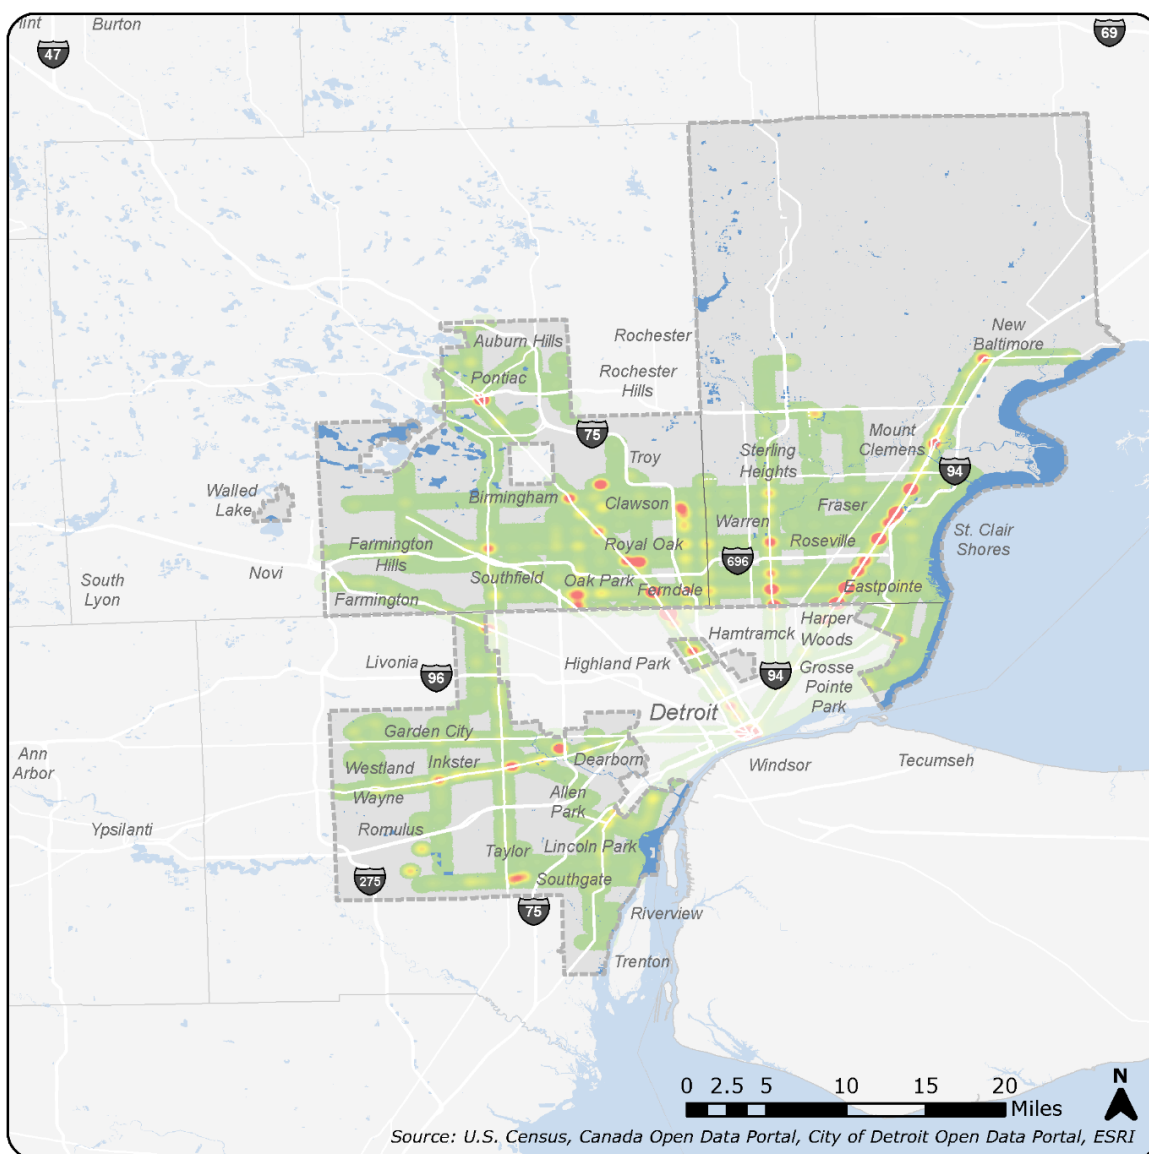 Burton
47
69
New
Baltimore
Auburn Hills
Rochester
Pontiac
Rochester
Hills
75
Troy
Sterling
Heights
Mount
Clemens
94
Walled
Lake
Birmingham
Clawson
Fraser
Warren
St. Clair
Shores
Farmington
Hills
Royal Oak
Roseville
696
Novi
Southfield
Oak Park
Ferndale
Eastpointe
South
Lyon
Farmington
Harper
Woods
Hamtramck
Livonia
96
Highland Park
94
Grosse
Pointe
Park
Detroit
Garden City
Ann
Arbor
Westland
Inkster
Dearborn
Windsor
Tecumseh
Wayne
Allen
Park
Ypsilanti
Romulus
Taylor
Lincoln Park
275
Southgate
75
Riverview
Trenton
0 2.5 5 10 15 20
Miles
N
Source: U.S. Census, Canada Open Data Portal, City of Detroit Open Data Portal, ESRI